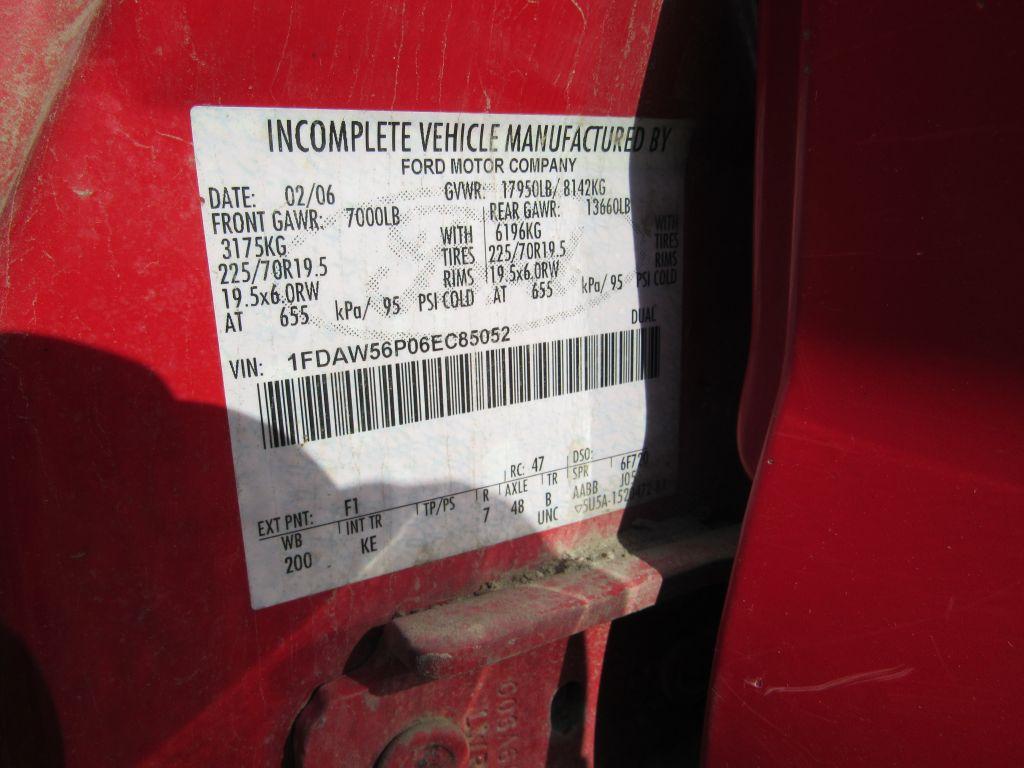 INCOMPLETE VEHICLE MANUFACTURED BY
FORD MOTOR COMPANY
DATE: 02/06 GVWR: 17950LB/ 8142KG
FRONT GAWR: 7000LB REAR GAWR: 13660LB
3175KG WITH 6196KG WITH
225/70R19.5 TIRES 225/70R19.5 TIRES
19.5x6.0RW RIMS 19.5x6.0RW RIMS
AT 655 kPa/ 95 PSI COLD AT 655 kPa/ 95 PSI COLD
DUAL
VIN: 1FDAW56P06EC85052
EXT PNT: F1 RC: 47 DSO:
WB INT TR TP/PS R AXLE TR SPR 6F720
200 KE 7 48 B AABB
UNC